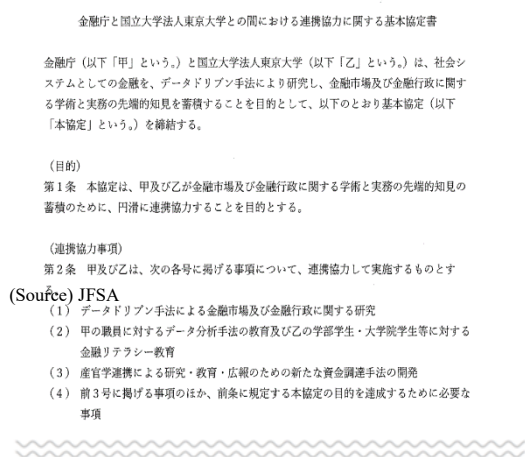 金融庁と国立大学法人東京大学との間における連携協力に関する基本協定書
金融庁（以下「甲」という。）と国立大学法人東京大学（以下「乙」という。）は、社会シ
ステムとしての金融を、データドリブン手法により研究し、金融市場及び金融行政に関す
る学術と実務の先端的知見を蓄積することを目的として、以下のとおり基本協定（以下
「本協定」という。）を締結する。
（目的）
第１条　本協定は、甲及び乙が金融市場及び金融行政に関する学術と実務の先端的知見の
蓄積のために、円滑に連携協力することを目的とする。
（連携協力事項）
第２条　甲及び乙は、次の各号に掲げる事項について、連携協力して実施するものとす
る。
(Source) JFSA
（１）　データドリブン手法による金融市場及び金融行政に関する研究
（２）　甲の職員に対するデータ分析手法の教育及び乙の学部学生・大学院学生等に対する
金融リテラシー教育
（３）　産官学連携による研究・教育・広報のための新たな資金調達手法の開発
（４）　前３号に掲げる事項のほか、前条に規定する本協定の目的を達成するために必要な
事項